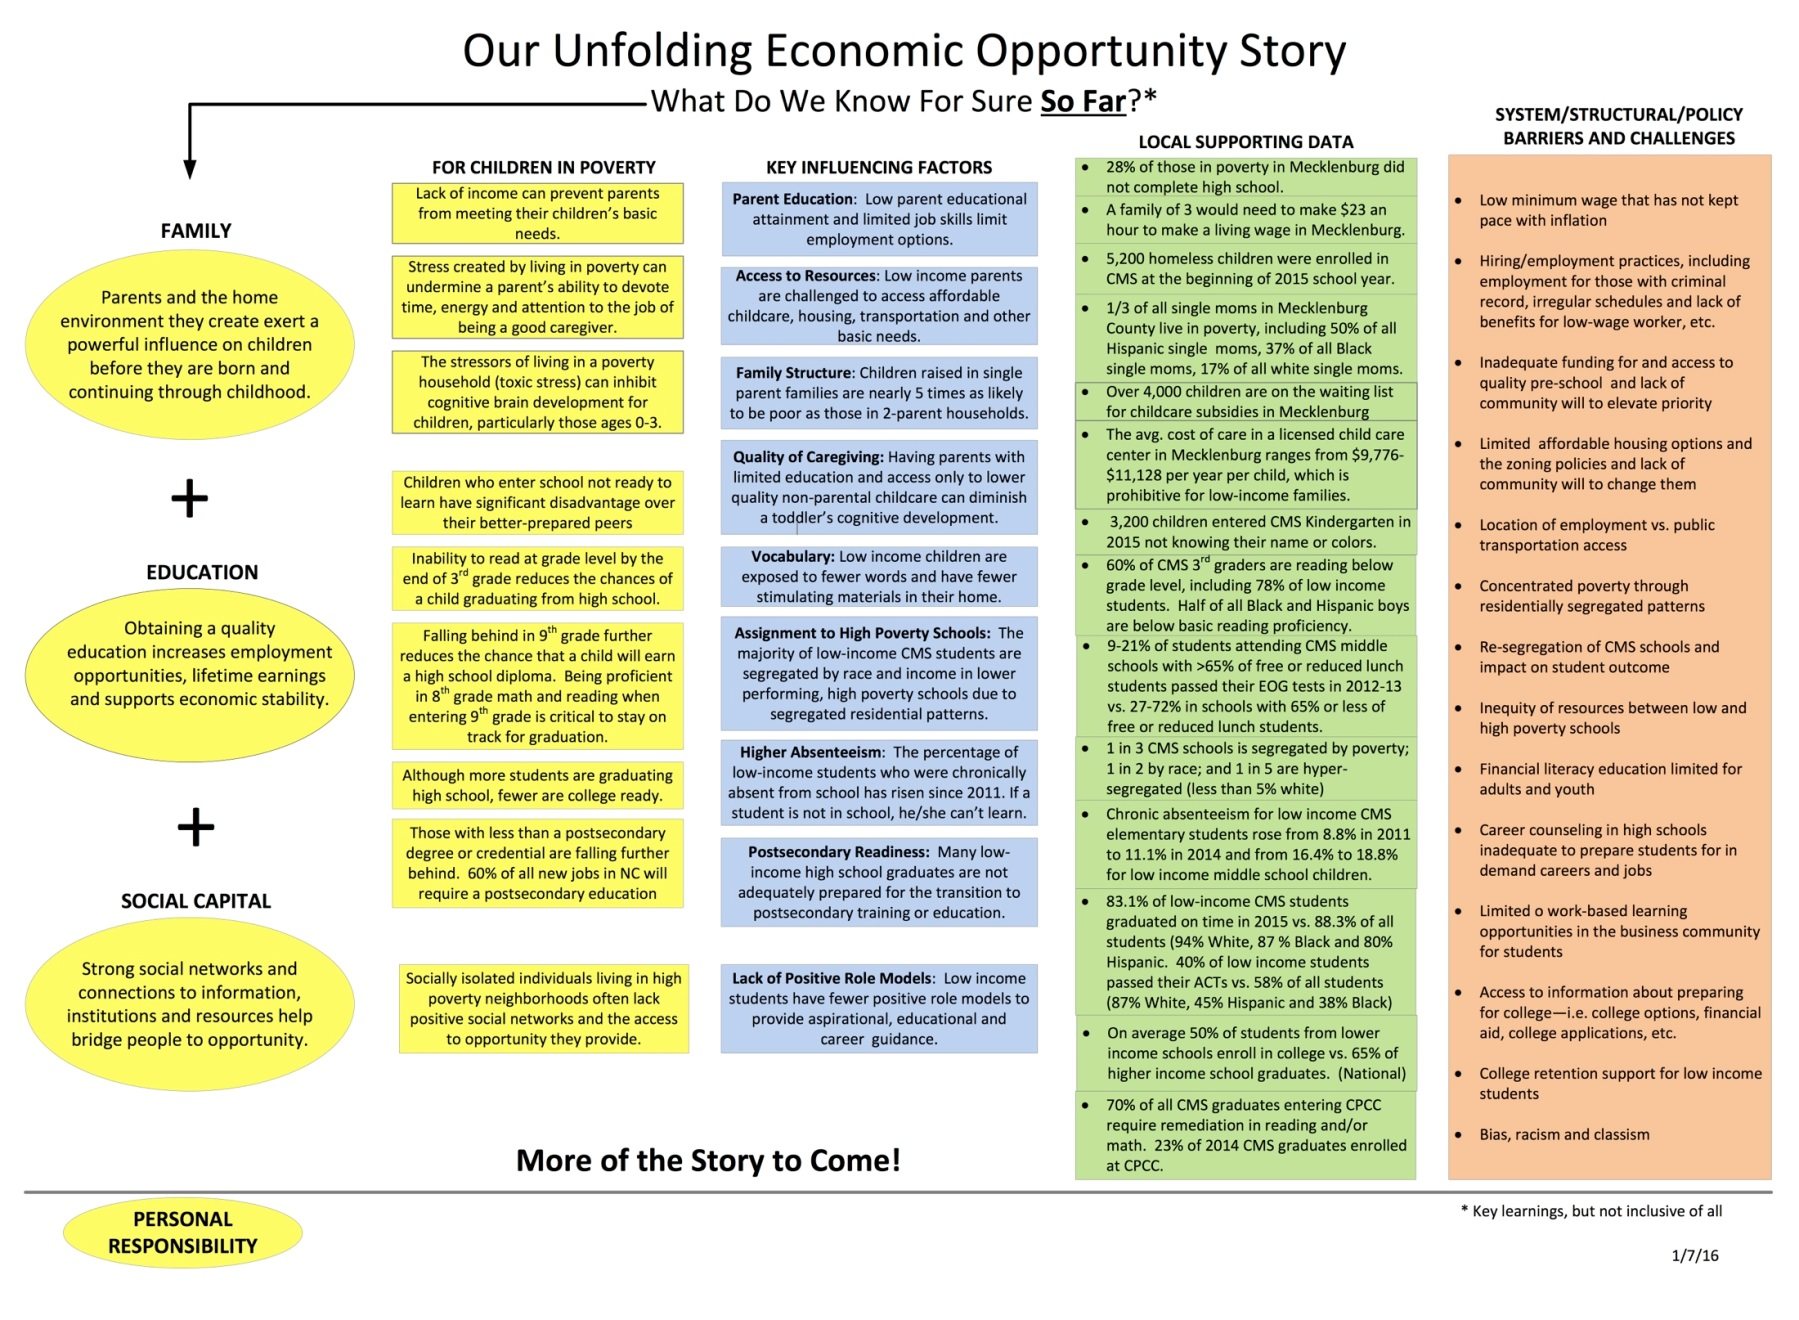 Our Unfolding Economic Opportunity Story
What Do We Know For Sure So Far?*
FAMILY
Parents and the home
environment they create exert a
powerful influence on children
before they are born and
continuing through childhood.
+
EDUCATION
Obtaining a quality
education increases employment
opportunities, lifetime earnings
and supports economic stability.
+
SOCIAL CAPITAL
Strong social networks and
connections to information,
institutions and resources help
bridge people to opportunity.
FOR CHILDREN IN POVERTY
Lack of income can prevent parents
from meeting their children’s basic
needs.
Stress created by living in poverty can
undermine a parent’s ability to devote
time, energy and attention to the job of
being a good caregiver.
The stressors of living in a poverty
household (toxic stress) can inhibit
cognitive brain development for
children, particularly those ages 0-3.
Children who enter school not ready to
learn have significant disadvantage over
their better-prepared peers
Inability to read at grade level by the
end of 3rd grade reduces the chances of
a child graduating from high school.
Falling behind in 9th grade further
reduces the chance that a child will earn
a high school diploma.  Being proficient
in 8th grade math and reading when
entering 9th grade is critical to stay on
track for graduation.
Although more students are graduating
high school, fewer are college ready.
Those with less than a postsecondary
degree or credential are falling further
behind.  60% of all new jobs in NC will
require a postsecondary education
Socially isolated individuals living in high
poverty neighborhoods often lack
positive social networks and the access
to opportunity they provide.
KEY INFLUENCING FACTORS
Parent Education:  Low parent educational
attainment and limited job skills limit
employment options.
Access to Resources: Low income parents
are challenged to access affordable
childcare, housing, transportation and other
basic needs.
Family Structure: Children raised in single
parent families are nearly 5 times as likely
to be poor as those in 2-parent households.
Quality of Caregiving: Having parents with
limited education and access only to lower
quality non-parental childcare can diminish
a toddler’s cognitive development.
Vocabulary: Low income children are
exposed to fewer words and have fewer
stimulating materials in their home.
Assignment to High Poverty Schools:  The
majority of low-income CMS students are
segregated by race and income in lower
performing, high poverty schools due to
segregated residential patterns.
Higher Absenteeism:  The percentage of
low-income students who were chronically
absent from school has risen since 2011. If a
student is not in school, he/she can’t learn.
Postsecondary Readiness:  Many low-
income high school graduates are not
adequately prepared for the transition to
postsecondary training or education.
Lack of Positive Role Models:  Low income
students have fewer positive role models to
provide aspirational, educational and
career  guidance.
LOCAL SUPPORTING DATA
• 28% of those in poverty in Mecklenburg did
not complete high school.
• A family of 3 would need to make $23 an
hour to make a living wage in Mecklenburg.
• 5,200 homeless children were enrolled in
CMS at the beginning of 2015 school year.
• 1/3 of all single moms in Mecklenburg
County live in poverty, including 50% of all
Hispanic single  moms, 37% of all Black
single moms, 17% of all white single moms.
• Over 4,000 children are on the waiting list
for childcare subsidies in Mecklenburg
• The avg. cost of care in a licensed child care
center in Mecklenburg ranges from $9,776-
$11,128 per year per child, which is
prohibitive for low-income families.
• 3,200 children entered CMS Kindergarten in
2015 not knowing their name or colors.
• 60% of CMS 3rd graders are reading below
grade level, including 78% of low income
students.  Half of all Black and Hispanic boys
are below basic reading proficiency.
• 9-21% of students attending CMS middle
schools with >65% of free or reduced lunch
students passed their EOG tests in 2012-13
vs. 27-72% in schools with 65% or less of
free or reduced lunch students.
• 1 in 3 CMS schools is segregated by poverty;
1 in 2 by race; and 1 in 5 are hyper-
segregated (less than 5% white)
• Chronic absenteeism for low income CMS
elementary students rose from 8.8% in 2011
to 11.1% in 2014 and from 16.4% to 18.8%
for low income middle school children.
• 83.1% of low-income CMS students
graduated on time in 2015 vs. 88.3% of all
students (94% White, 87 % Black and 80%
Hispanic.  40% of low income students
passed their ACTs vs. 58% of all students
(87% White, 45% Hispanic and 38% Black)
• On average 50% of students from lower
income schools enroll in college vs. 65% of
higher income school graduates.  (National)
• 70% of all CMS graduates entering CPCC
require remediation in reading and/or
math.  23% of 2014 CMS graduates enrolled
at CPCC.
SYSTEM/STRUCTURAL/POLICY
BARRIERS AND CHALLENGES
• Low minimum wage that has not kept
pace with inflation
• Hiring/employment practices, including
employment for those with criminal
record, irregular schedules and lack of
benefits for low-wage worker, etc.
• Inadequate funding for and access to
quality pre-school  and lack of
community will to elevate priority
• Limited  affordable housing options and
the zoning policies and lack of
community will to change them
• Location of employment vs. public
transportation access
• Concentrated poverty through
residentially segregated patterns
• Re-segregation of CMS schools and
impact on student outcome
• Inequity of resources between low and
high poverty schools
• Financial literacy education limited for
adults and youth
• Career counseling in high schools
inadequate to prepare students for in
demand careers and jobs
• Limited o work-based learning
opportunities in the business community
for students
• Access to information about preparing
for college—i.e. college options, financial
aid, college applications, etc.
• College retention support for low income
students
• Bias, racism and classism
More of the Story to Come!
PERSONAL
RESPONSIBILITY
* Key learnings, but not inclusive of all
1/7/16